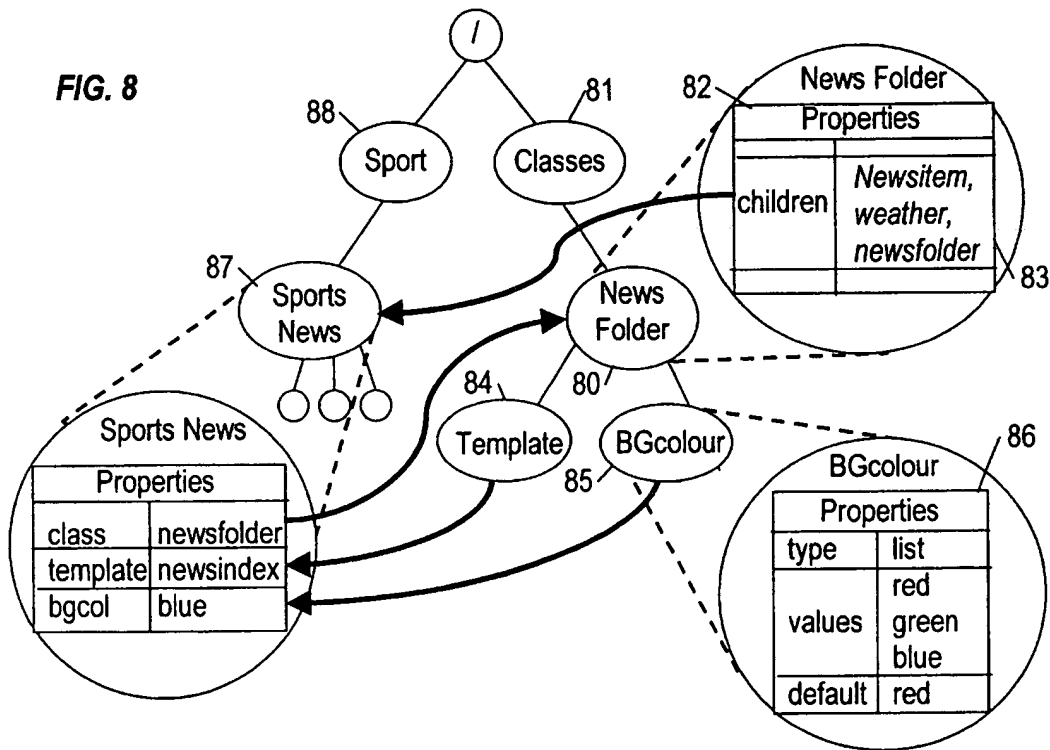 FIG. 8
/
88
Sport
81
Classes
82
News Folder
Properties
children
Newsitem,
weather,
newsfolder
83
87
Sports
News
News
Folder
80
84
Template
85
BGcolour
Sports News
Properties
class newsfolder
template newsindex
bgcol blue
86
BGcolour
Properties
type list
values
red
green
blue
default red